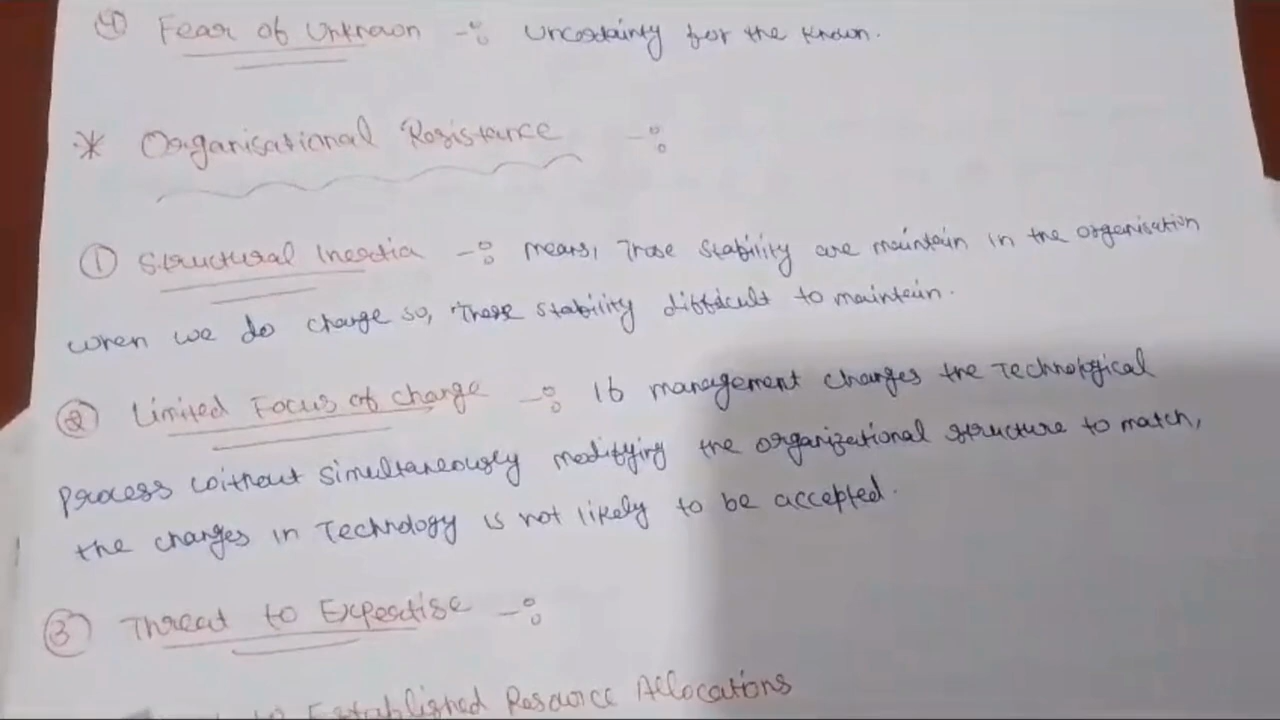 ④ Fear of Unknown -: Uncertainty for the known.
* Organisational Resistance -:
① Structural Inertia -: means, Those stability are maintain in the organisation
when we do change so, These stability difficult to maintain.
② Limited Focus of change -: If management changes the Technological
process without simultaneously modifying the organizational structure to match,
the changes in Technology is not likely to be accepted.
③ Threat to Expertise -:
to Established Resource Allocations